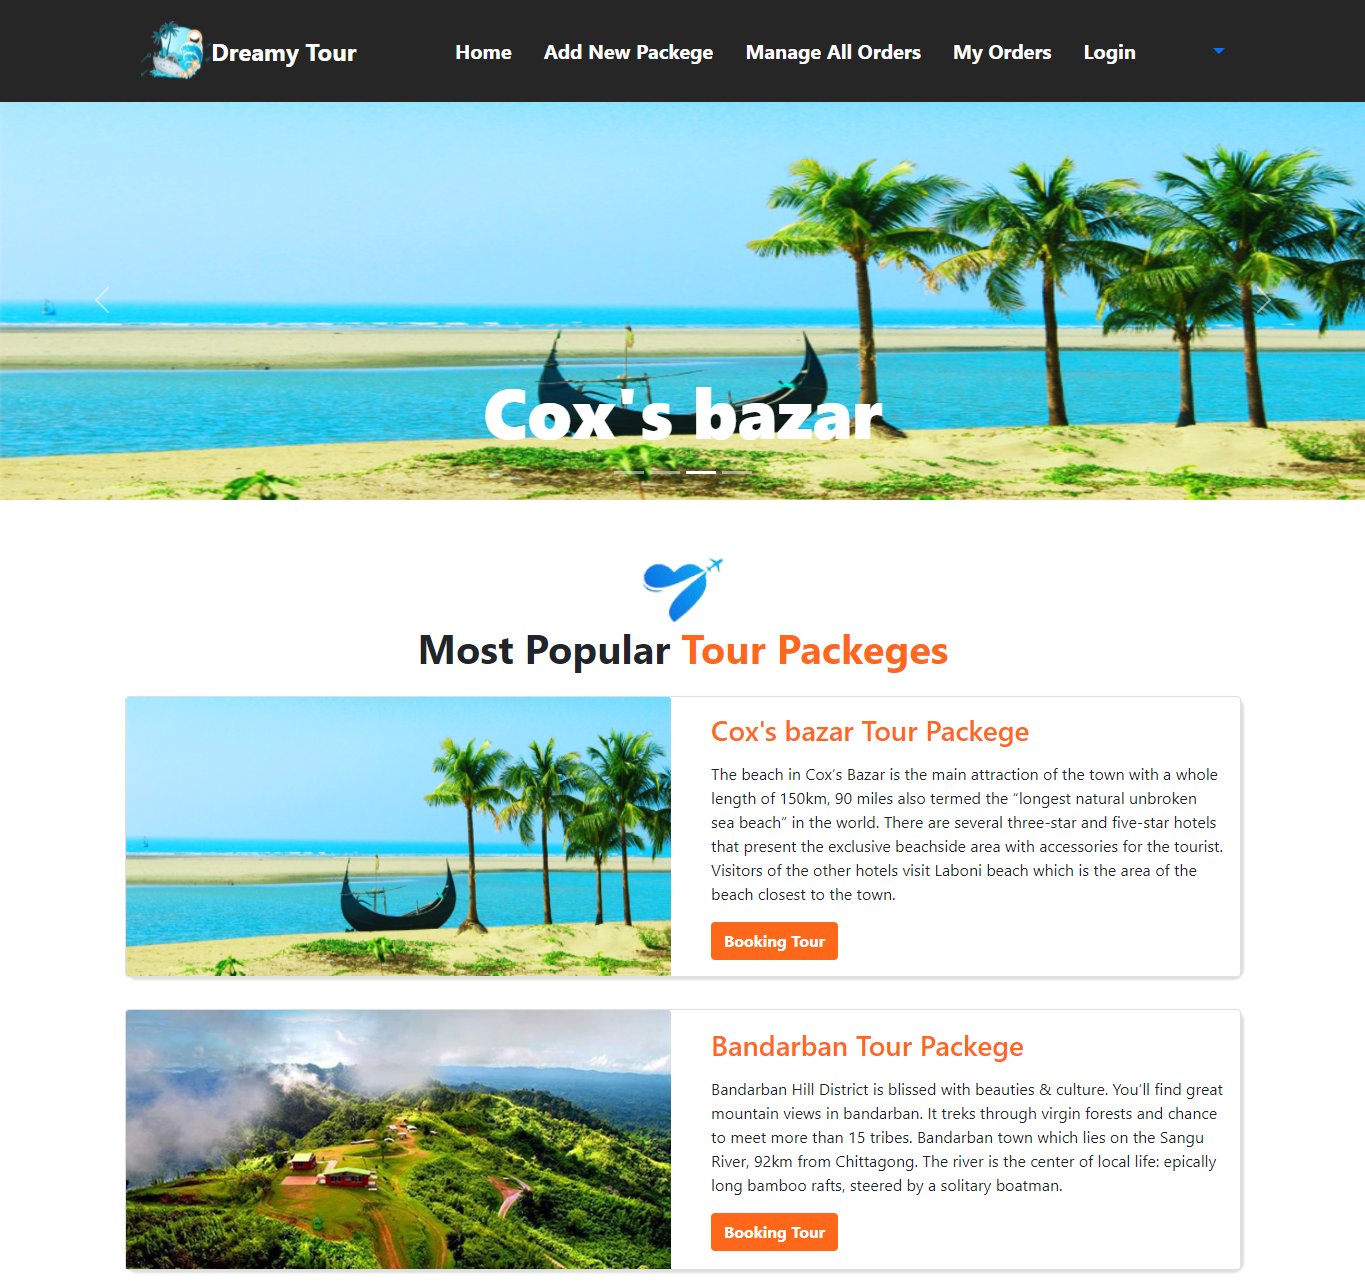 Dreamy Tour
Home Add New Packege Manage All Orders My Orders Login
Cox's bazar
Most Popular Tour Packeges
Cox's bazar Tour Packege
The beach in Cox’s Bazar is the main attraction of the town with a whole
length of 150km, 90 miles also termed the “longest natural unbroken
sea beach” in the world. There are several three-star and five-star hotels
that present the exclusive beachside area with accessories for the tourist.
Visitors of the other hotels visit Laboni beach which is the area of the
beach closest to the town.
Booking Tour
Bandarban Tour Packege
Bandarban Hill District is blissed with beauties & culture. You’ll find great
mountain views in bandarban. It treks through virgin forests and chance
to meet more than 15 tribes. Bandarban town which lies on the Sangu
River, 92km from Chittagong. The river is the center of local life: epically
long bamboo rafts, steered by a solitary boatman.
Booking Tour